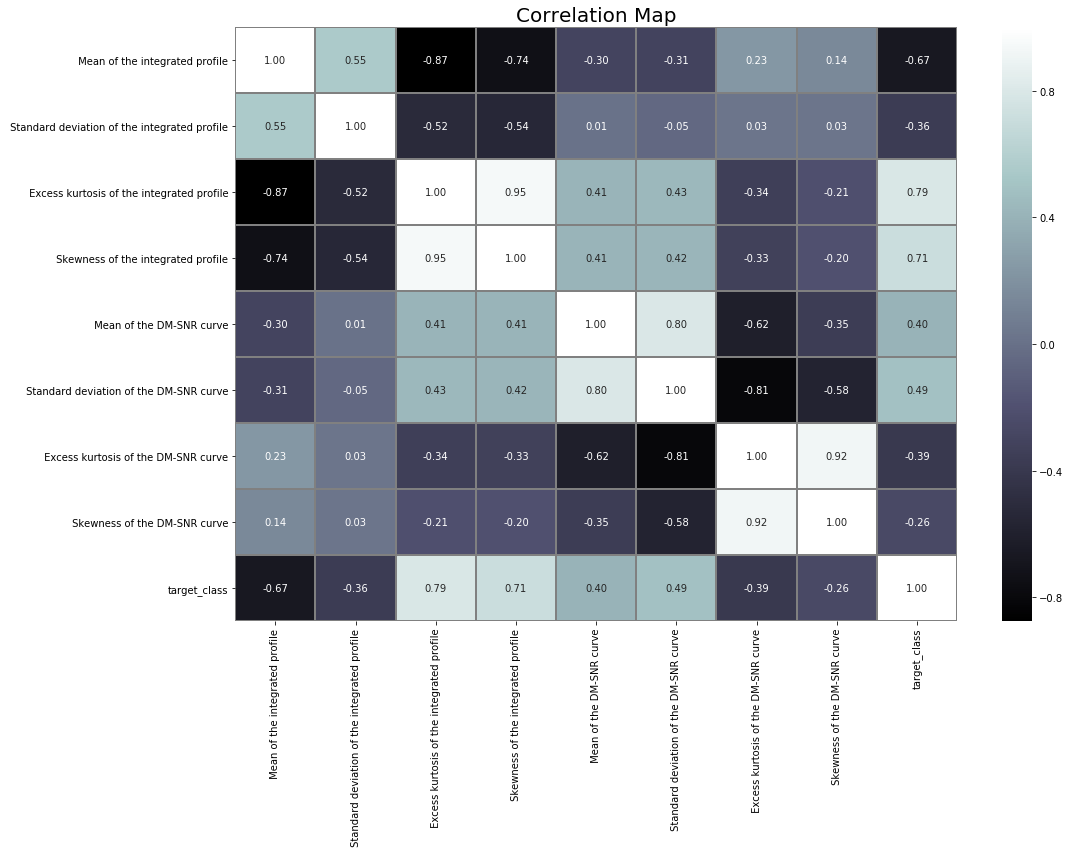 Correlation Map
Mean of the integrated profile 1.00 0.55 -0.87 -0.74 -0.30 -0.31 0.23 0.14 -0.67
Standard deviation of the integrated profile 0.55 1.00 -0.52 -0.54 0.01 -0.05 0.03 0.03 -0.36
Excess kurtosis of the integrated profile -0.87 -0.52 1.00 0.95 0.41 0.43 -0.34 -0.21 0.79
Skewness of the integrated profile -0.74 -0.54 0.95 1.00 0.41 0.42 -0.33 -0.20 0.71
Mean of the DM-SNR curve -0.30 0.01 0.41 0.41 1.00 0.80 -0.62 -0.35 0.40
Standard deviation of the DM-SNR curve -0.31 -0.05 0.43 0.42 0.80 1.00 -0.81 -0.58 0.49
Excess kurtosis of the DM-SNR curve 0.23 0.03 -0.34 -0.33 -0.62 -0.81 1.00 0.92 -0.39
Skewness of the DM-SNR curve 0.14 0.03 -0.21 -0.20 -0.35 -0.58 0.92 1.00 -0.26
target_class -0.67 -0.36 0.79 0.71 0.40 0.49 -0.39 -0.26 1.00
Mean of the integrated profile
Standard deviation of the integrated profile
Excess kurtosis of the integrated profile
Skewness of the integrated profile
Mean of the DM-SNR curve
Standard deviation of the DM-SNR curve
Excess kurtosis of the DM-SNR curve
Skewness of the DM-SNR curve
target_class
0.8
0.4
0.0
−0.4
−0.8